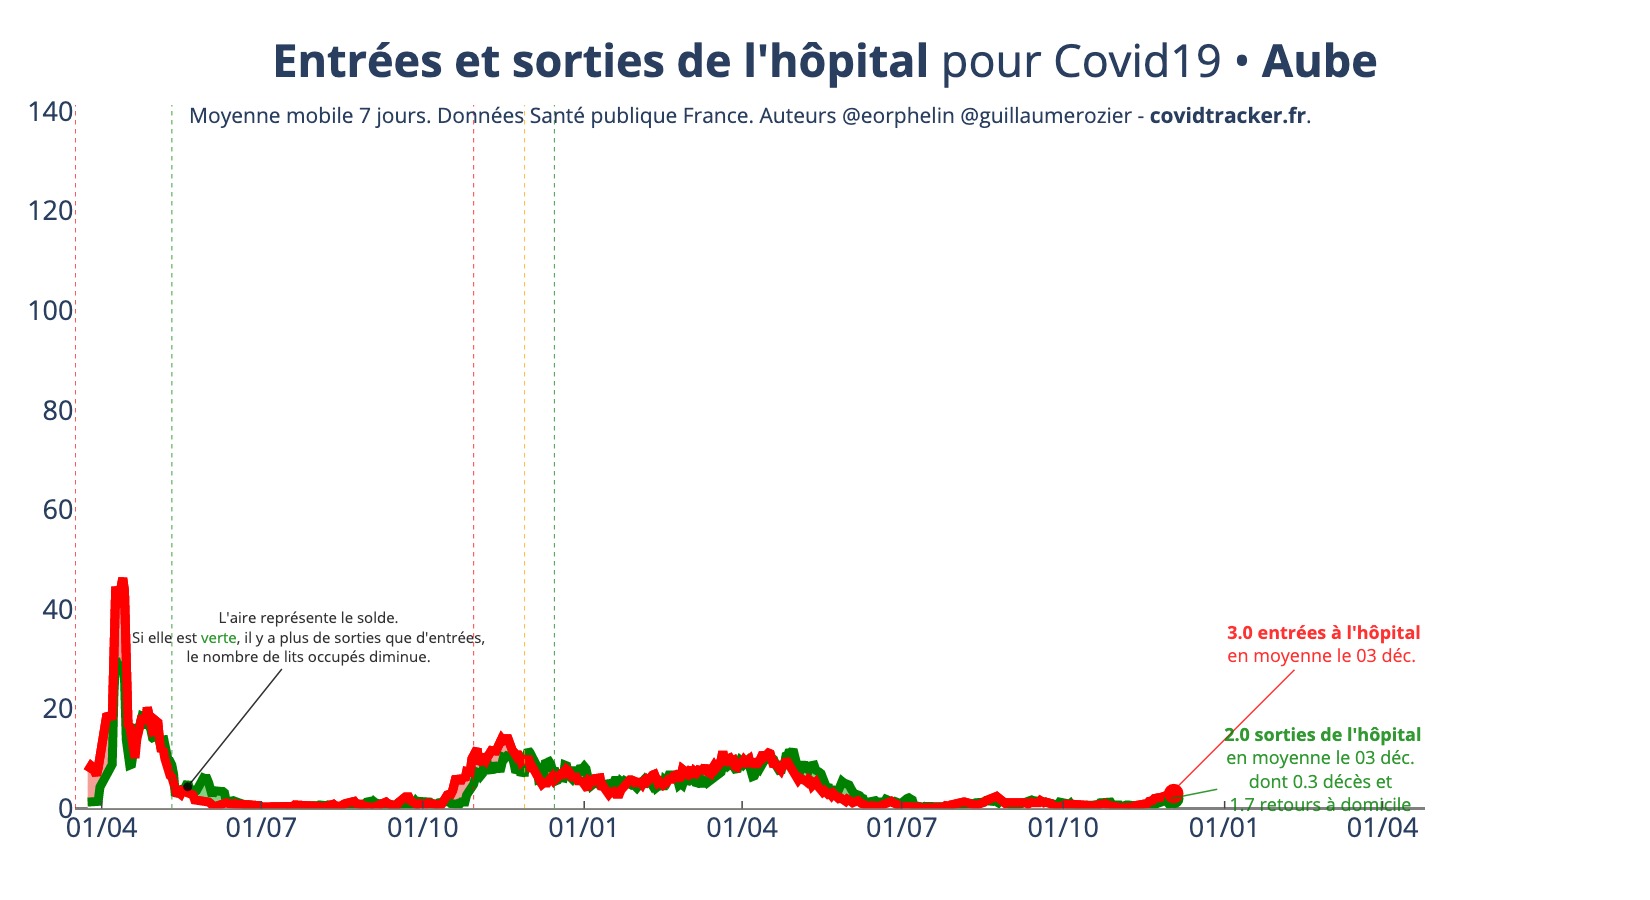 Entrées et sorties de l'hôpital pour Covid19 • Aube
Moyenne mobile 7 jours. Données Santé publique France. Auteurs @eorphelin @guillaumerozier - covidtracker.fr.
140
120
100
80
60
40
20
0
L'aire représente le solde.
Si elle est verte, il y a plus de sorties que d'entrées,
le nombre de lits occupés diminue.
3.0 entrées à l'hôpital
en moyenne le 03 déc.
2.0 sorties de l'hôpital
en moyenne le 03 déc.
dont 0.3 décès et
1.7 retours à domicile
01/04 01/07 01/10 01/01 01/04 01/07 01/10 01/01 01/04